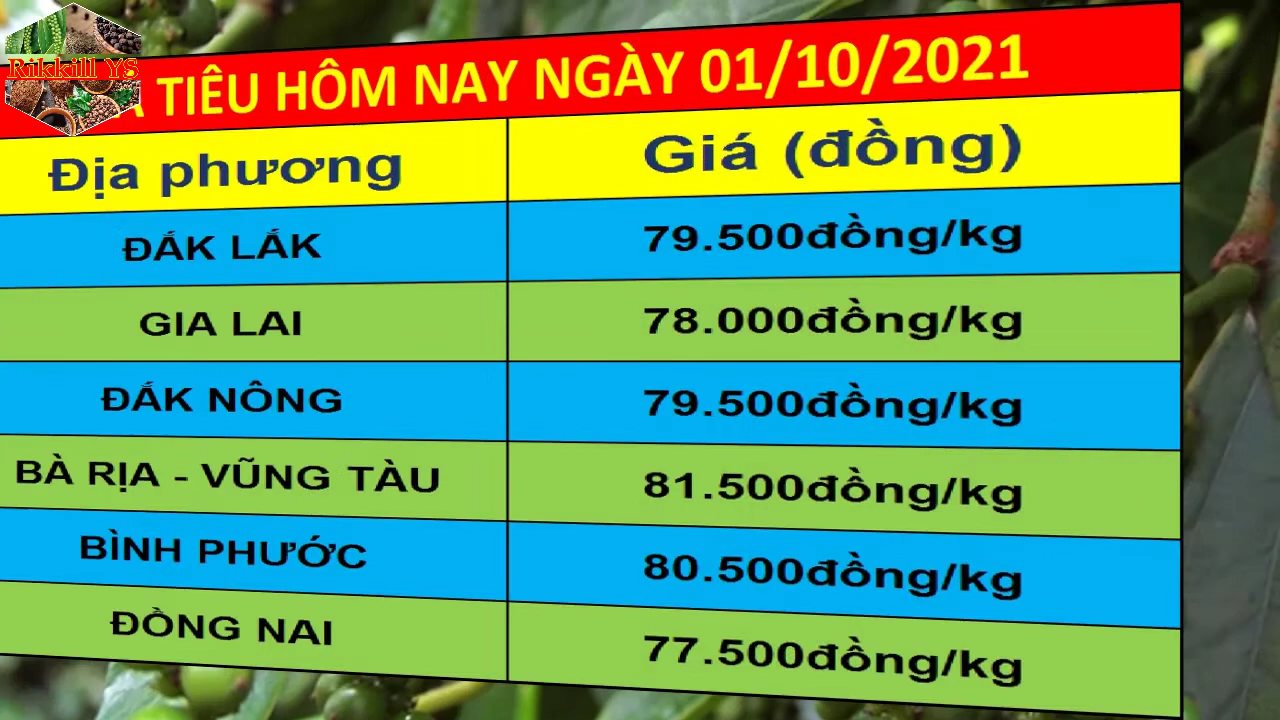 Rikkill YS
TIÊU HÔM NAY NGÀY 01/10/2021
Địa phương Giá (đồng)
ĐẮK LẮK 79.500đồng/kg
GIA LAI 78.000đồng/kg
ĐẮK NÔNG 79.500đồng/kg
BÀ RỊA - VŨNG TÀU 81.500đồng/kg
BÌNH PHƯỚC 80.500đồng/kg
ĐỒNG NAI 77.500đồng/kg